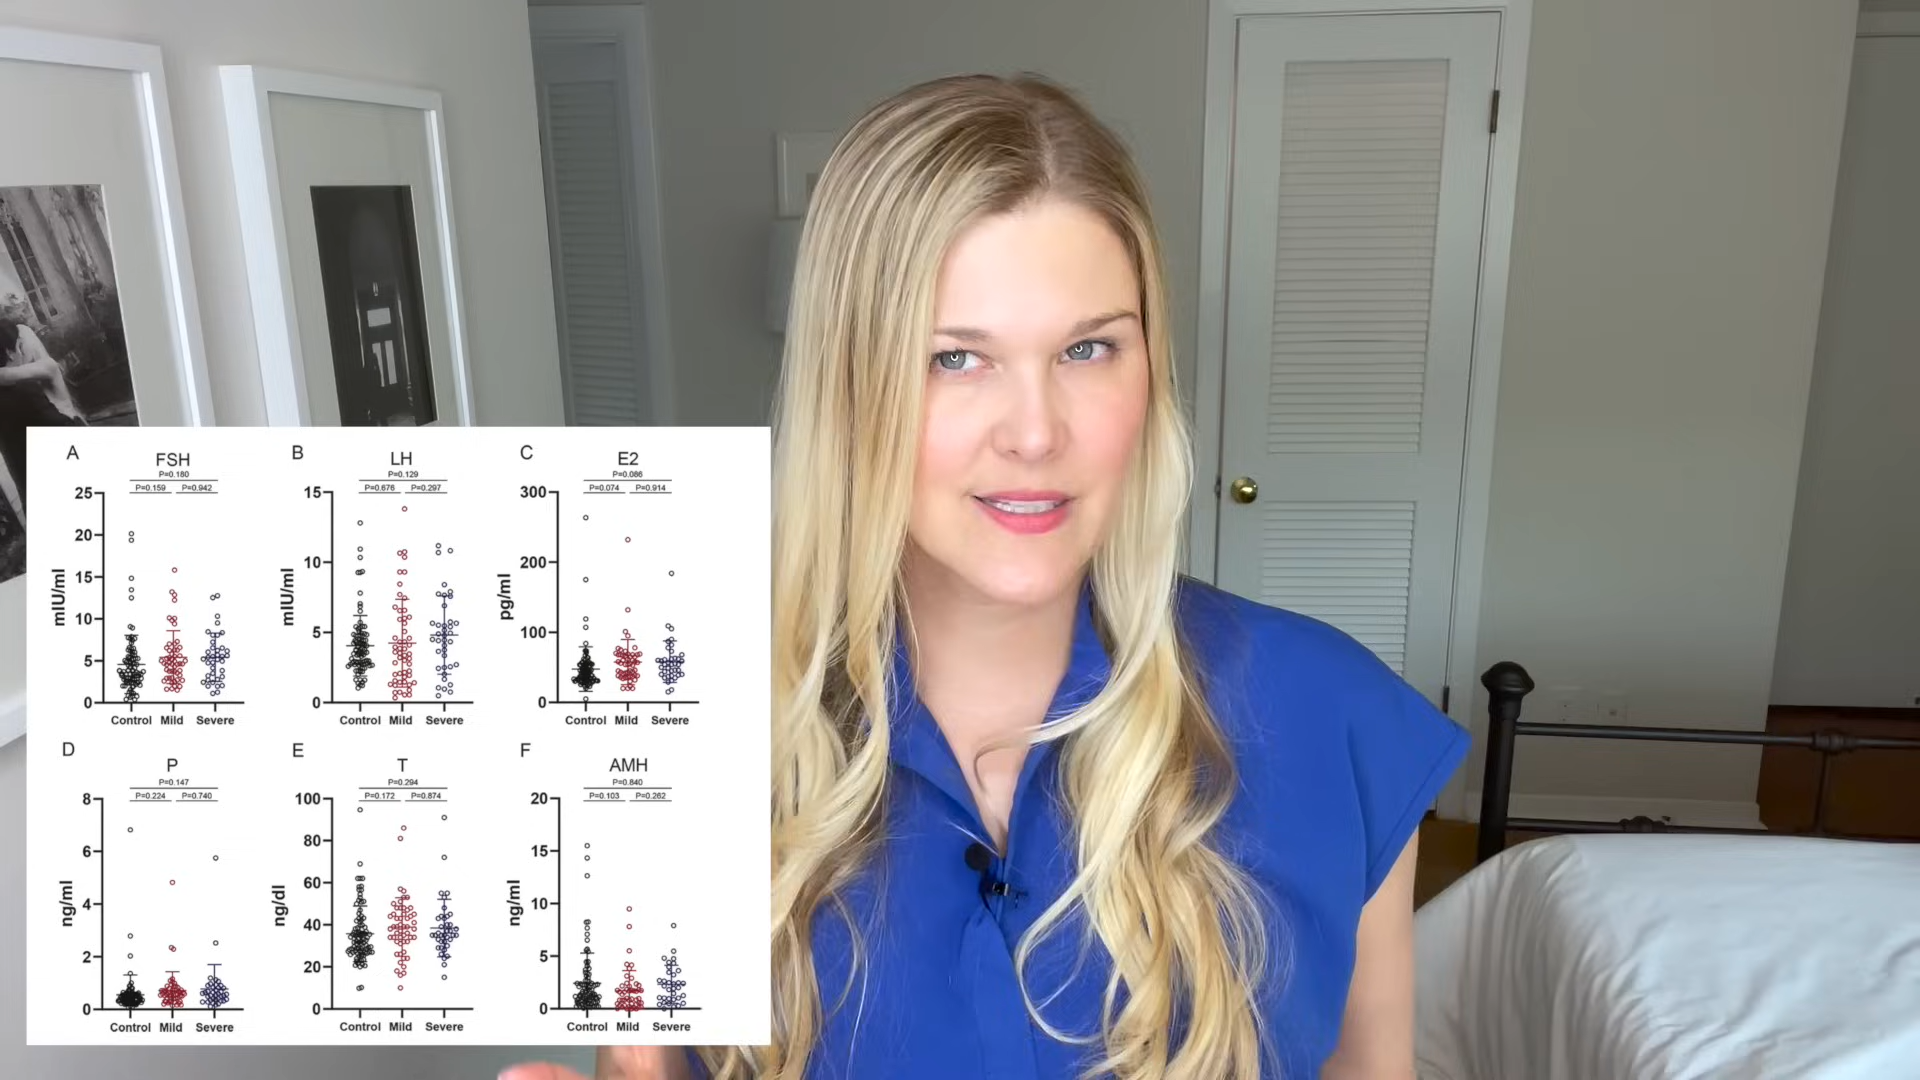 A
FSH
P=0.180
P=0.159 P=0.942
25
20
15
10
5
0
mIU/ml
Control Mild Severe
B
LH
P=0.129
P=0.676 P=0.297
15
10
5
0
mIU/ml
Control Mild Severe
C
E2
P=0.086
P=0.074 P=0.914
300
200
100
0
pg/ml
Control Mild Severe
D
P
P=0.147
P=0.224 P=0.740
8
6
4
2
0
ng/ml
Control Mild Severe
E
T
P=0.294
P=0.172 P=0.874
100
80
60
40
20
0
ng/dl
Control Mild Severe
F
AMH
P=0.840
P=0.103 P=0.262
20
15
10
5
0
ng/ml
Control Mild Severe